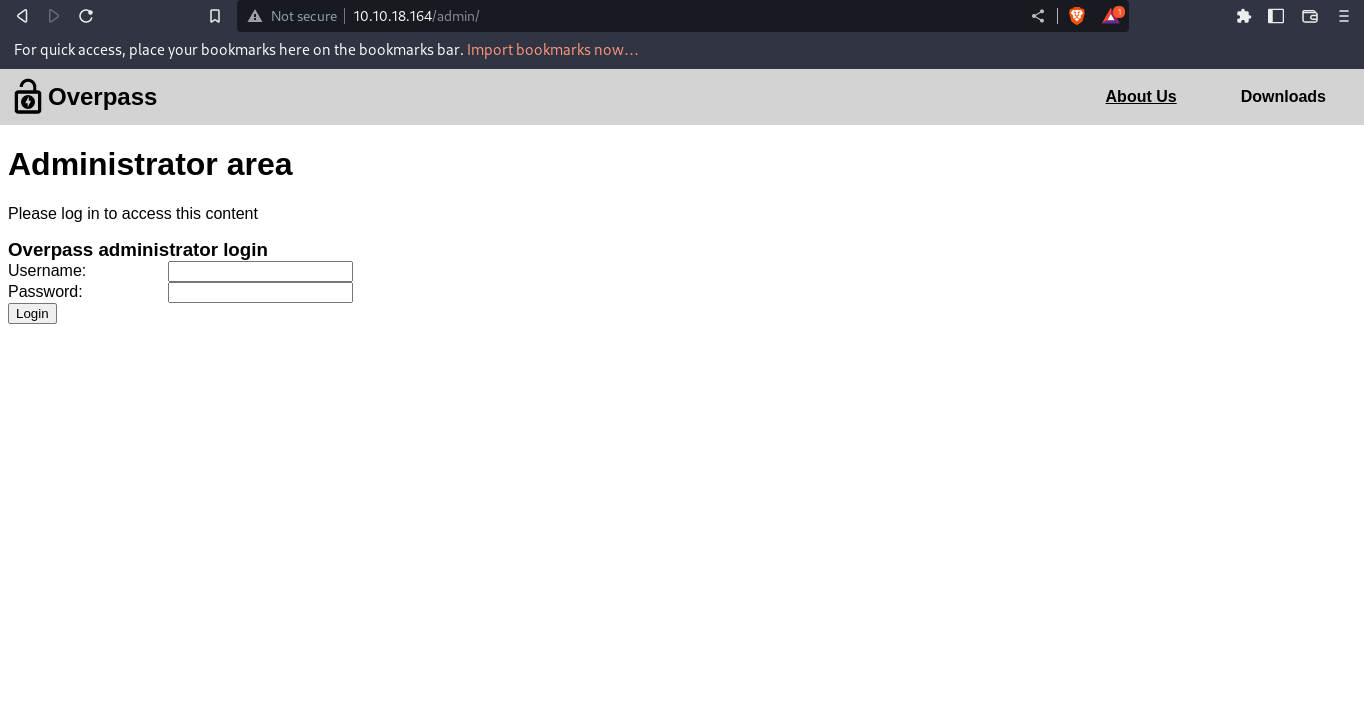 Not secure 10.10.18.164/admin/ 1
For quick access, place your bookmarks here on the bookmarks bar. Import bookmarks now...
Overpass About Us Downloads
Administrator area
Please log in to access this content
Overpass administrator login
Username:
Password:
Login